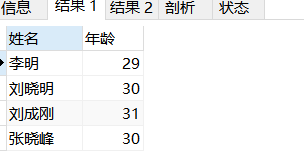 信息 结果 1 结果 2 剖析 状态
姓名 年龄
李明 29
刘晓明 30
刘成刚 31
张晓峰 30